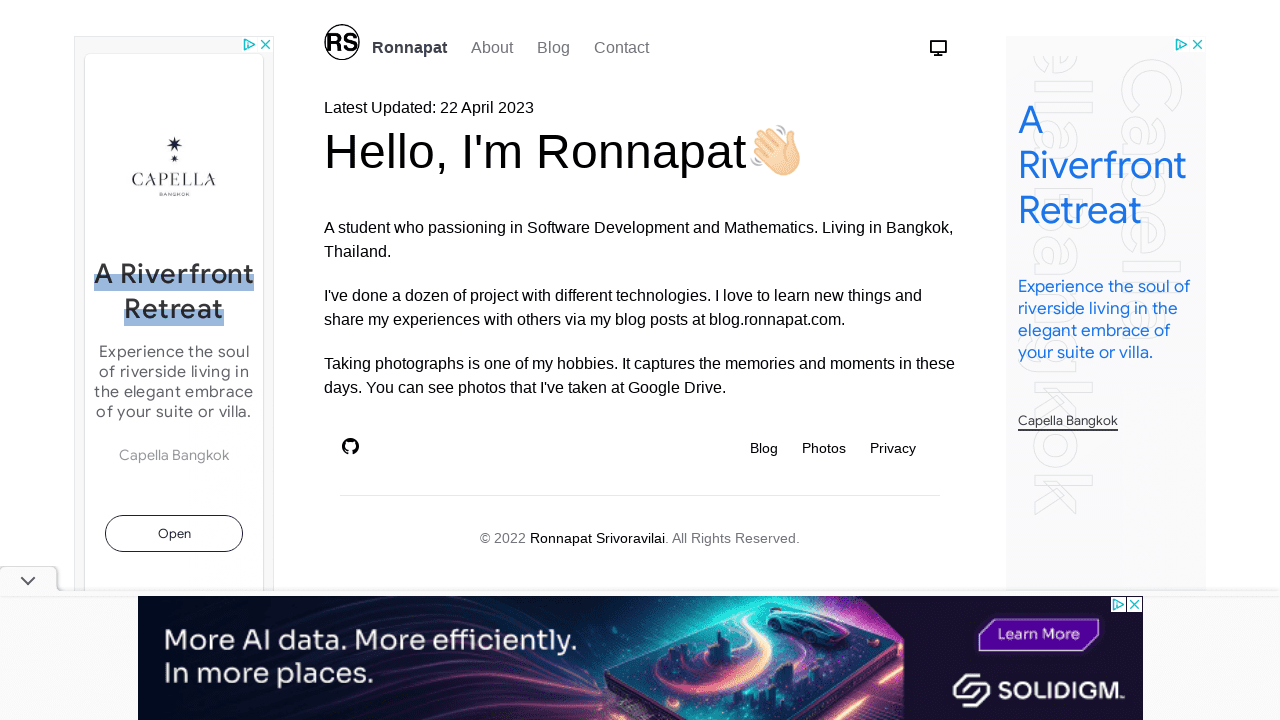 RS
Ronnapat About Blog Contact
Latest Updated: 22 April 2023
Hello, I'm Ronnapat👋🏻
A student who passioning in Software Development and Mathematics. Living in Bangkok,
Thailand.
I've done a dozen of project with different technologies. I love to learn new things and
share my experiences with others via my blog posts at blog.ronnapat.com.
Taking photographs is one of my hobbies. It captures the memories and moments in these
days. You can see photos that I've taken at Google Drive.
Blog Photos Privacy
© 2022 Ronnapat Srivoravilai. All Rights Reserved.
CAPELLA
BANGKOK
A Riverfront
Retreat
Experience the soul
of riverside living in
the elegant embrace
of your suite or villa.
Capella Bangkok
Open
A
Riverfront
Retreat
Experience the soul of
riverside living in the
elegant embrace of
your suite or villa.
Capella Bangkok
Capella
ella Bangkok
More AI data. More efficiently.
In more places.
Learn More
SOLIDIGM™